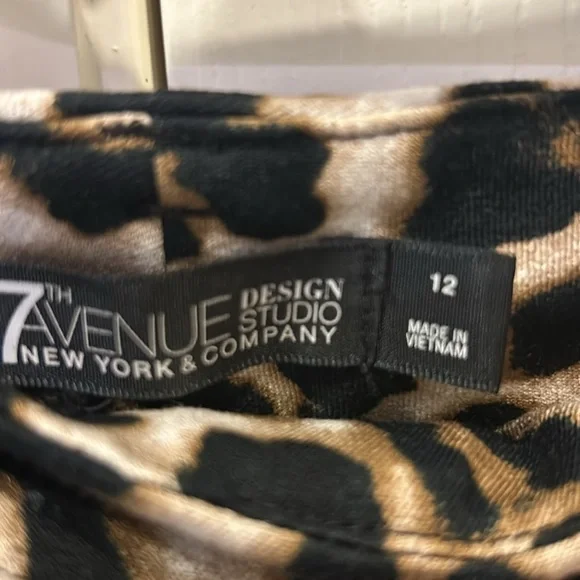 7TH AVENUE DESIGN STUDIO
NEW YORK & COMPANY
12
MADE IN
VIETNAM